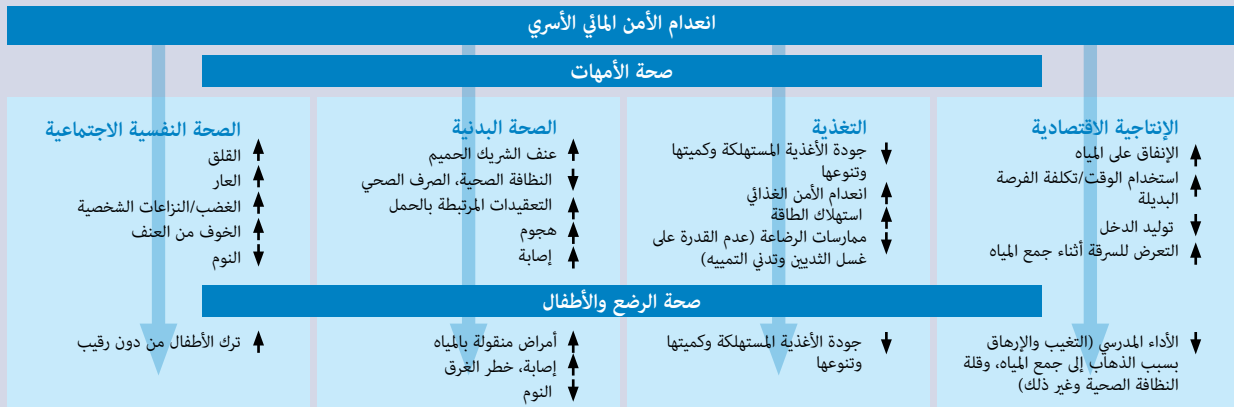 انعدام الأمن المائي الأسري
صحة الأمهات
الإنتاجية الاقتصادية
الإنفاق على المياه
استخدام الوقت/تكلفة الفرصة
البديلة
توليد الدخل
التعرض للسرقة أثناء جمع المياه
التغذية
جودة الأغذية المستهلكة وكميتها
وتنوعها
انعدام الأمن الغذائي
استهلاك الطاقة
ممارسات الرضاعة (عدم القدرة على
غسل الثديين وتدني التمييه)
الصحة البدنية
عنف الشريك الحميم
النظافة الصحية، الصرف الصحي
التعقيدات المرتبطة بالحمل
هجوم
إصابة
الصحة النفسية الاجتماعية
القلق
العار
الغضب/النزاعات الشخصية
الخوف من العنف
النوم
صحة الرضع والأطفال
الأداء المدرسي (التغيب والإرهاق
بسبب الذهاب إلى جمع المياه، وقلة
النظافة الصحية وغير ذلك)
جودة الأغذية المستهلكة وكميتها
وتنوعها
أمراض منقولة بالمياه
إصابة، خطر الغرق
النوم
ترك الأطفال من دون رقيب